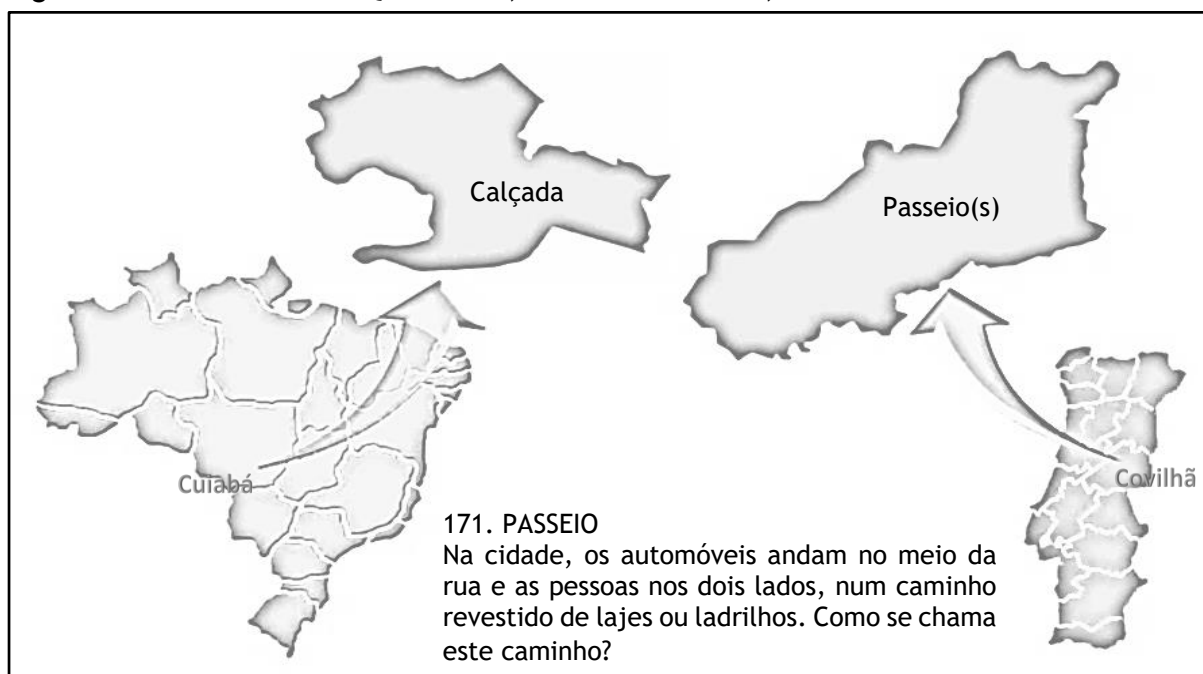 Calçada
Passeio(s)
Cuiabá
Covilhã
171. PASSEIO
Na cidade, os automóveis andam no meio da
rua e as pessoas nos dois lados, num caminho
revestido de lajes ou ladrilhos. Como se chama
este caminho?